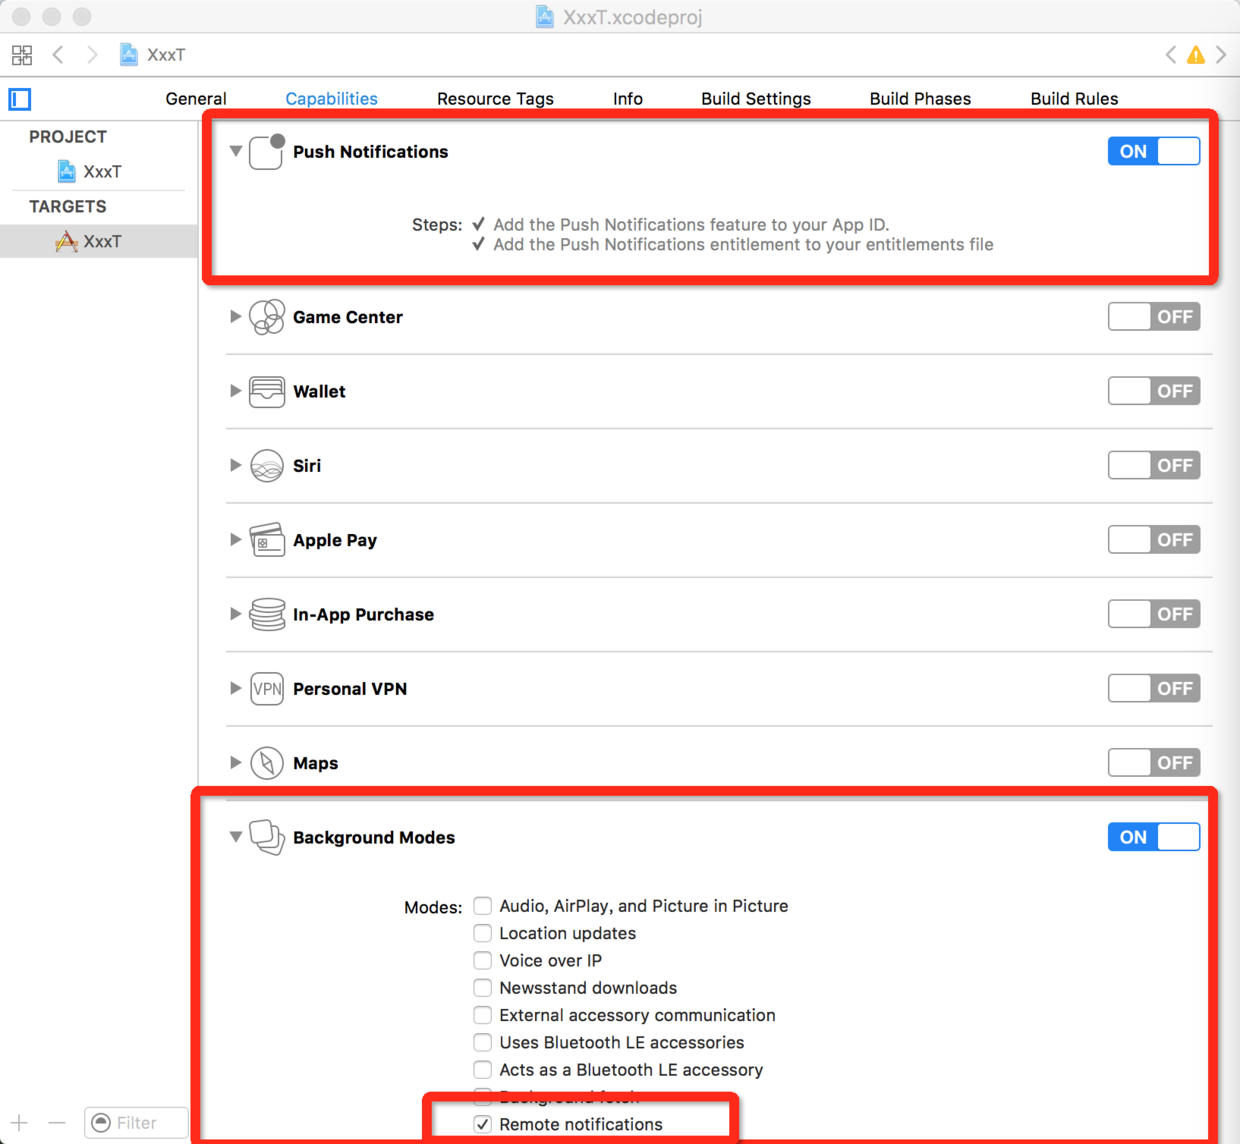 XxxT.xcodeproj
XxxT
General Capabilities Resource Tags Info Build Settings Build Phases Build Rules
PROJECT
XxxT
TARGETS
XxxT
Push Notifications ON
Steps: ✓ Add the Push Notifications feature to your App ID.
✓ Add the Push Notifications entitlement to your entitlements file
Game Center OFF
Wallet OFF
Siri OFF
Apple Pay OFF
In-App Purchase OFF
VPN Personal VPN OFF
Maps OFF
Background Modes ON
Modes: Audio, AirPlay, and Picture in Picture
Location updates
Voice over IP
Newsstand downloads
External accessory communication
Uses Bluetooth LE accessories
Acts as a Bluetooth LE accessory
Background fetch
✓ Remote notifications
Filter